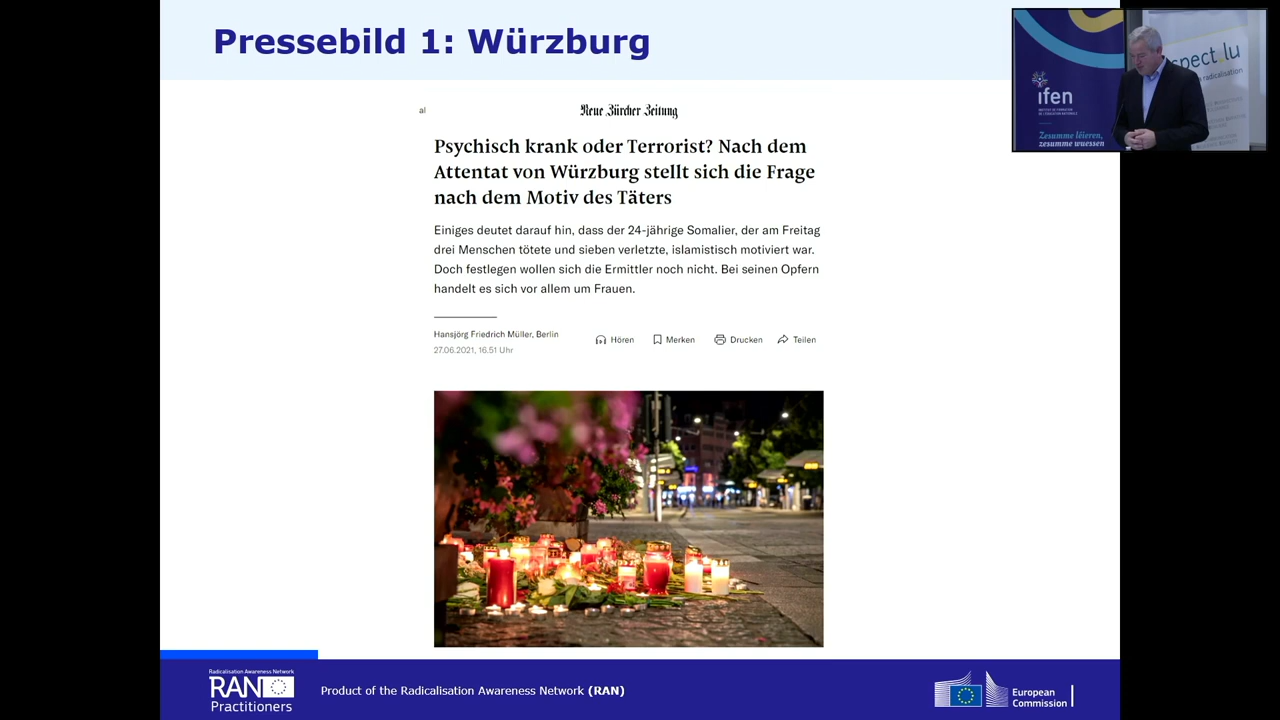 Pressebild 1: Würzburg
al
Neue Zürcher Zeitung
Psychisch krank oder Terrorist? Nach dem
Attentat von Würzburg stellt sich die Frage
nach dem Motiv des Täters
Einiges deutet darauf hin, dass der 24-jährige Somalier, der am Freitag
drei Menschen tötete und sieben verletzte, islamistisch motiviert war.
Doch festlegen wollen sich die Ermittler noch nicht. Bei seinen Opfern
handelt es sich vor allem um Frauen.
Hansjörg Friedrich Müller, Berlin
27.06.2021, 16.51 Uhr
Hören
Merken
Drucken
Teilen
ifen
Zesumme léieren,
zesumme wuessen
spect.lu
radicalisation
Radicalisation Awareness Network
RAN
Practitioners
Product of the Radicalisation Awareness Network (RAN)
European
Commission